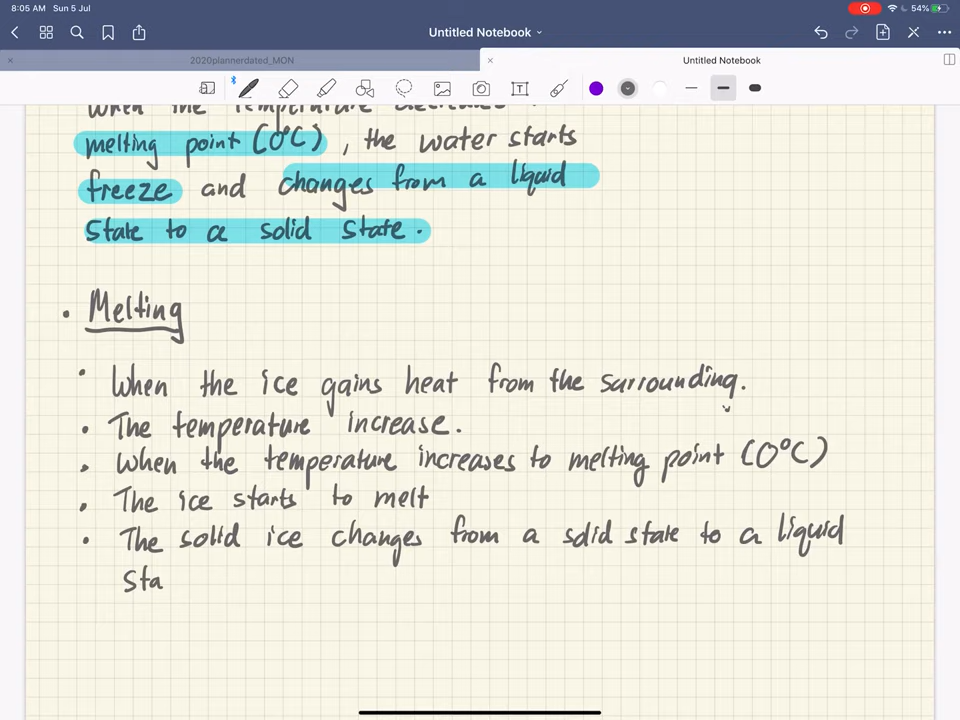 8:05 AM Sun 5 Jul
54%
Untitled Notebook
2020plannerdated_MON
Untitled Notebook
When the temperature
melting point (0°C), the water starts
freeze and changes from a liquid
state to a solid state.
• Melting
• When the ice gains heat from the surrounding.
• The temperature increase.
• When the temperature increases to melting point (0°C)
• The ice starts to melt
• The solid ice changes from a solid state to a liquid
sta